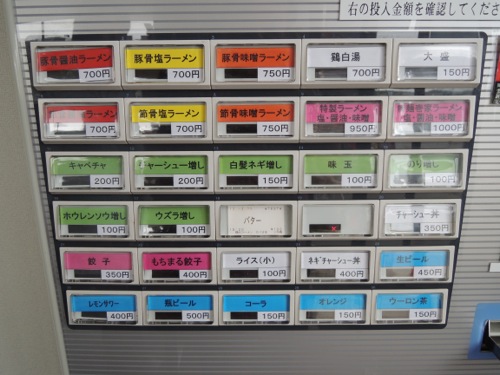 右の投入金額を確認してくださ
豚骨醤油ラーメン
700円
豚骨塩ラーメン
700円
豚骨味噌ラーメン
750円
鶏白湯
700円
大盛
150円
ラーメン
700円
節骨塩ラーメン
700円
節骨味噌ラーメン
750円
特製ラーメン
塩・醤油・味噌
950円
ラーメン
塩・醤油・味噌
1000円
キャベチャ
200円
チャーシュー増し
200円
白髪ネギ増し
150円
味玉
100円
のり増し
100円
ホウレンソウ増し
100円
ウズラ増し
100円
バター
チャーシュー丼
350円
餃子
350円
もちまる餃子
400円
ライス(小)
100円
ネギチャーシュー丼
400円
生ビール
450円
レモンサワー
400円
瓶ビール
500円
コーラ
150円
オレンジ
150円
ウーロン茶
150円